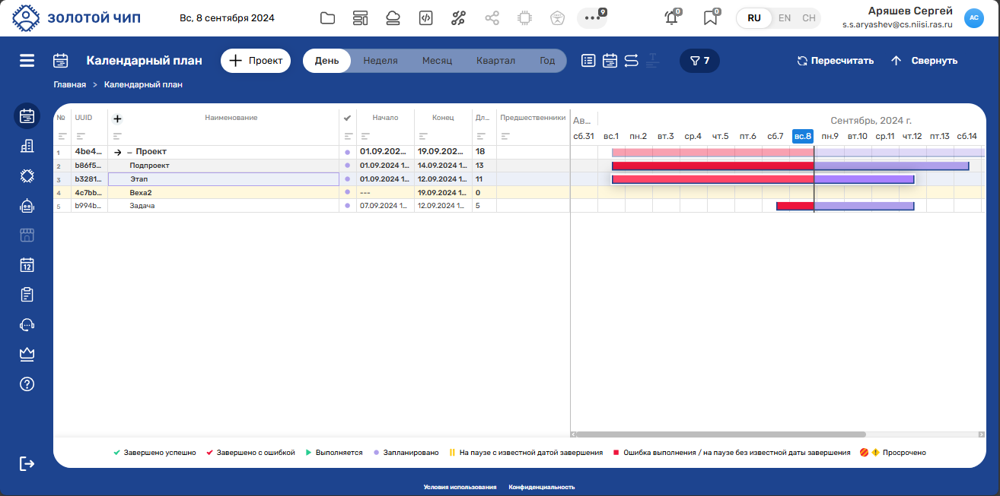 ЗОЛОТОЙ ЧИП Вс, 8 сентября 2024 9 0 0 RU EN CH Аряшев Сергей
s.s.aryashev@cs.niisi.ras.ru АС
Календарный план + Проект День Неделя Месяц Квартал Год 7 Пересчитать Свернуть
Главная > Календарный план
№ UUID + Наименование Начало Конец Дл... Предшественники Ав... Сентябрь, 2024 г.
сб.31 вс.1 пн.2 вт.3 ср.4 чт.5 пт.6 сб.7 вс.8 пн.9 вт.10 ср.11 чт.12 пт.13 сб.14
1 4be4... → – Проект 01.09.202... 19.09.202... 18
2 b86f5... Подпроект 01.09.2024 1... 14.09.2024 1... 13
3 b3281... Этап 01.09.2024 1... 12.09.2024 1... 11
4 4c7bb... Веха2 --- 19.09.2024 1... 0
5 b994b... Задача 07.09.2024 1... 12.09.2024 1... 5
12
Завершено успешно Завершено с ошибкой Выполняется Запланировано На паузе с известной датой завершения Ошибка выполнения / на паузе без известной даты завершения Просрочено
Условия использования Конфиденциальность